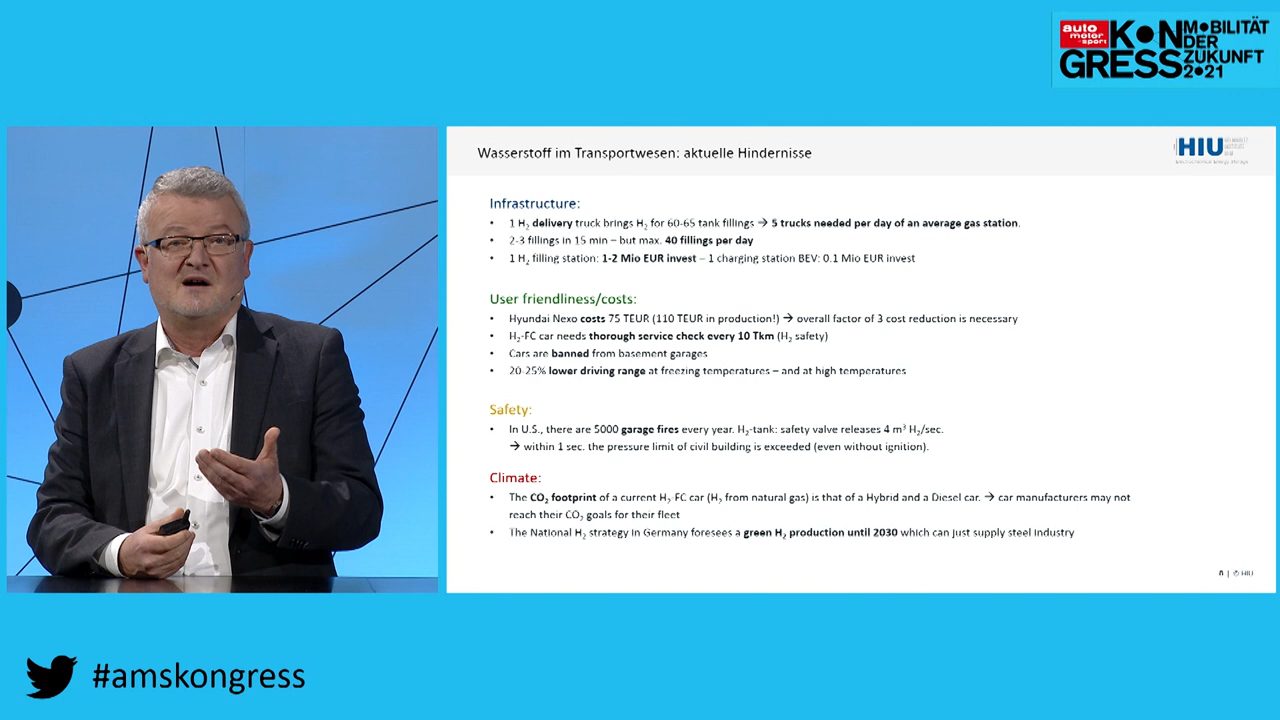 auto motor sport
KONGRESS
MOBILITÄT
DER
ZUKUNFT
2021
Wasserstoff im Transportwesen: aktuelle Hindernisse
HIU
Infrastructure:
• 1 H₂ delivery truck brings H₂ for 60-65 tank fillings → 5 trucks needed per day of an average gas station.
• 2-3 fillings in 15 min – but max. 40 fillings per day
• 1 H₂ filling station: 1-2 Mio EUR invest – 1 charging station BEV: 0.1 Mio EUR invest
User friendliness/costs:
• Hyundai Nexo costs 75 TEUR (110 TEUR in production!) → overall factor of 3 cost reduction is necessary
• H₂-FC car needs thorough service check every 10 Tkm (H₂ safety)
• Cars are banned from basement garages
• 20-25% lower driving range at freezing temperatures – and at high temperatures
Safety:
• In U.S., there are 5000 garage fires every year. H₂-tank: safety valve releases 4 m³ H₂/sec.
→ within 1 sec. the pressure limit of civil building is exceeded (even without ignition).
Climate:
• The CO₂ footprint of a current H₂-FC car (H₂ from natural gas) is that of a Hybrid and a Diesel car. → car manufacturers may not
reach their CO₂ goals for their fleet
• The National H₂ strategy in Germany foresees a green H₂ production until 2030 which can just supply steel industry
8 | © HIU
#amskongress